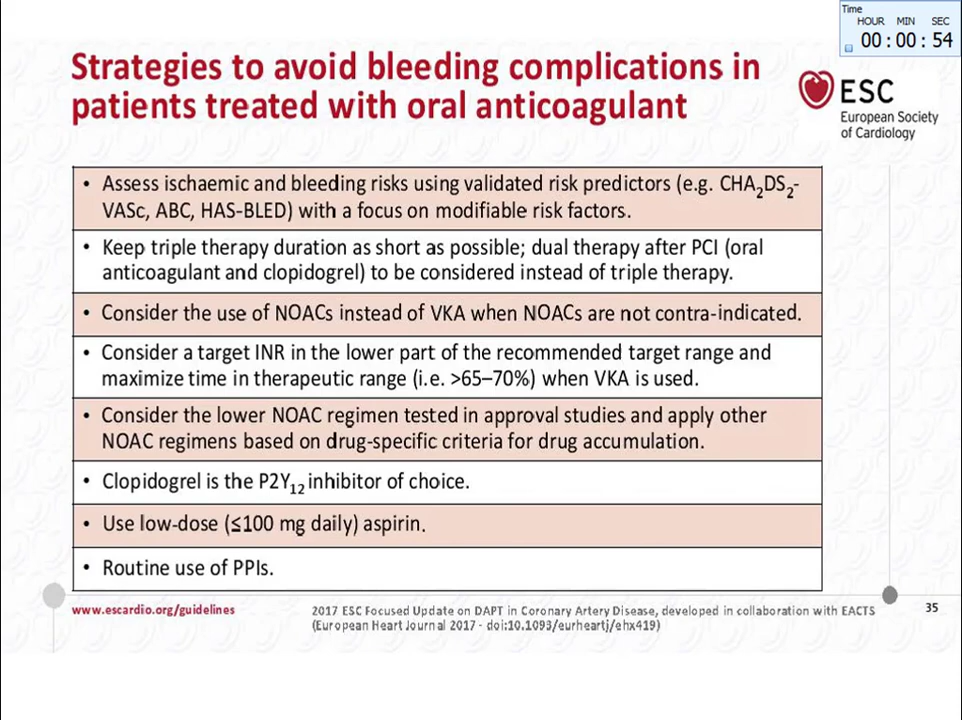 Time
HOUR MIN SEC
00:00:54
Strategies to avoid bleeding complications in
patients treated with oral anticoagulant
ESC
European Society
of Cardiology
• Assess ischaemic and bleeding risks using validated risk predictors (e.g. CHA₂DS₂-
VASc, ABC, HAS-BLED) with a focus on modifiable risk factors.
• Keep triple therapy duration as short as possible; dual therapy after PCI (oral
anticoagulant and clopidogrel) to be considered instead of triple therapy.
• Consider the use of NOACs instead of VKA when NOACs are not contra-indicated.
• Consider a target INR in the lower part of the recommended target range and
maximize time in therapeutic range (i.e. >65–70%) when VKA is used.
• Consider the lower NOAC regimen tested in approval studies and apply other
NOAC regimens based on drug-specific criteria for drug accumulation.
• Clopidogrel is the P2Y₁₂ inhibitor of choice.
• Use low-dose (≤100 mg daily) aspirin.
• Routine use of PPIs.
www.escardio.org/guidelines
2017 ESC Focused Update on DAPT in Coronary Artery Disease, developed in collaboration with EACTS
(European Heart Journal 2017 - doi:10.1093/eurheartj/ehx419)
35